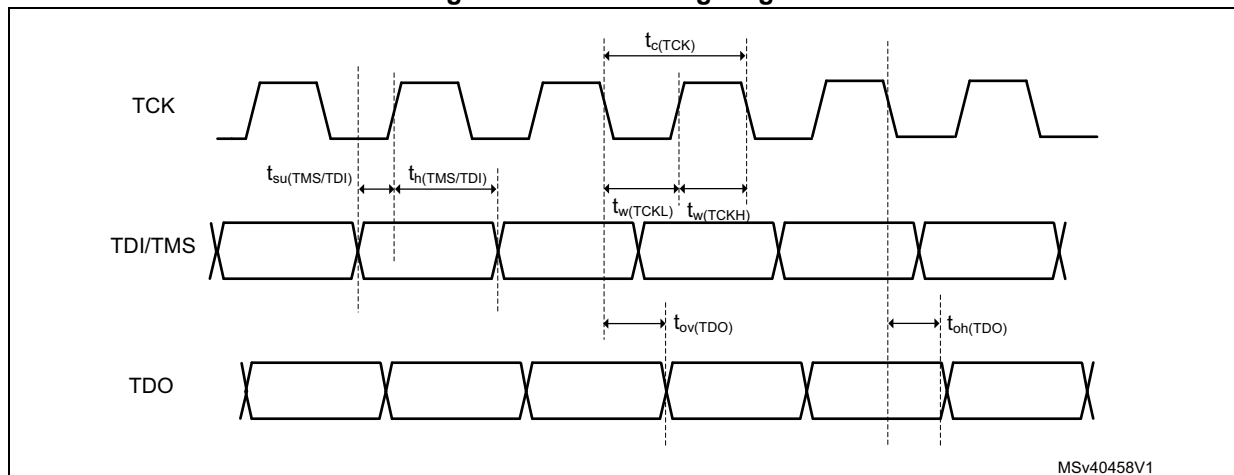 t_c(TCK)
TCK
t_su(TMS/TDI) t_h(TMS/TDI)
t_w(TCKL) t_w(TCKH)
TDI/TMS
t_ov(TDO) t_oh(TDO)
TDO
MSv40458V1